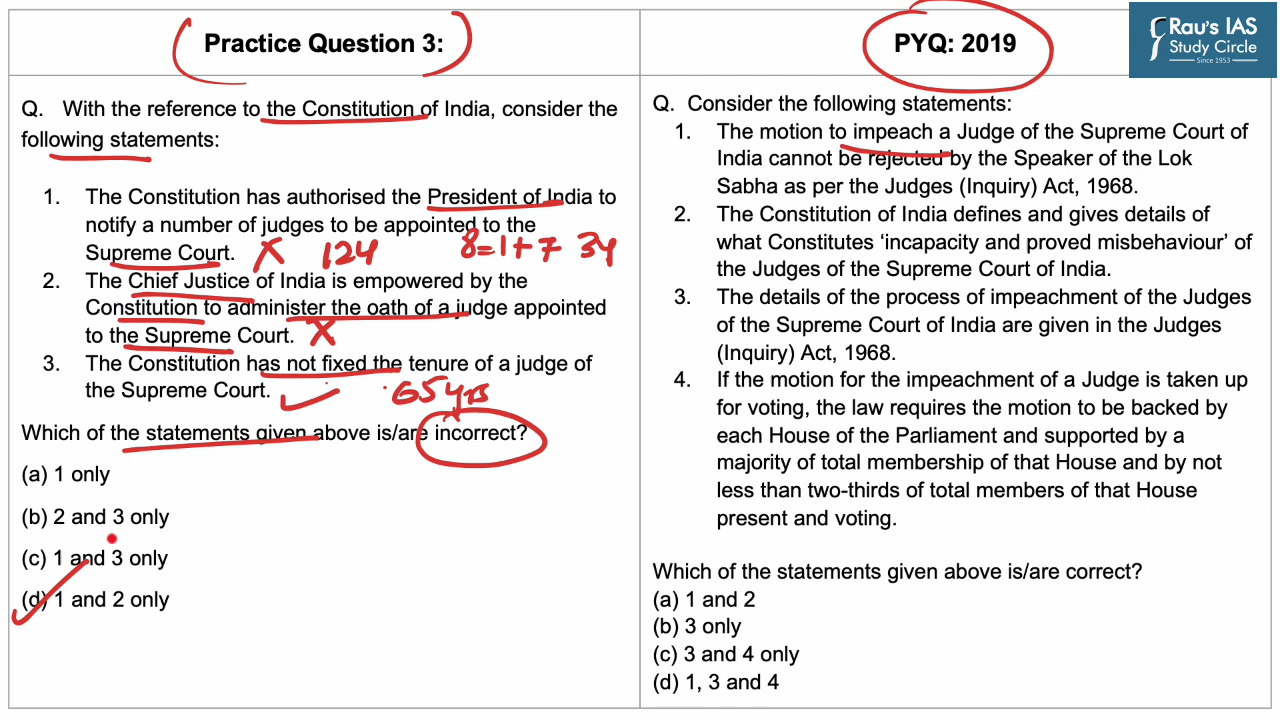 Practice Question 3:
Q. With the reference to the Constitution of India, consider the
following statements:
1. The Constitution has authorised the President of India to
notify a number of judges to be appointed to the
Supreme Court. X 124 8=1+7 34
2. The Chief Justice of India is empowered by the
Constitution to administer the oath of a judge appointed
to the Supreme Court. X
3. The Constitution has not fixed the tenure of a judge of
the Supreme Court. 65 yrs
Which of the statements given above is/are incorrect?
(a) 1 only
(b) 2 and 3 only
(c) 1 and 3 only
(d) 1 and 2 only
PYQ: 2019
Rau's IAS
Study Circle
Since 1953
Q. Consider the following statements:
1. The motion to impeach a Judge of the Supreme Court of
India cannot be rejected by the Speaker of the Lok
Sabha as per the Judges (Inquiry) Act, 1968.
2. The Constitution of India defines and gives details of
what Constitutes 'incapacity and proved misbehaviour' of
the Judges of the Supreme Court of India.
3. The details of the process of impeachment of the Judges
of the Supreme Court of India are given in the Judges
(Inquiry) Act, 1968.
4. If the motion for the impeachment of a Judge is taken up
for voting, the law requires the motion to be backed by
each House of the Parliament and supported by a
majority of total membership of that House and by not
less than two-thirds of total members of that House
present and voting.
Which of the statements given above is/are correct?
(a) 1 and 2
(b) 3 only
(c) 3 and 4 only
(d) 1, 3 and 4